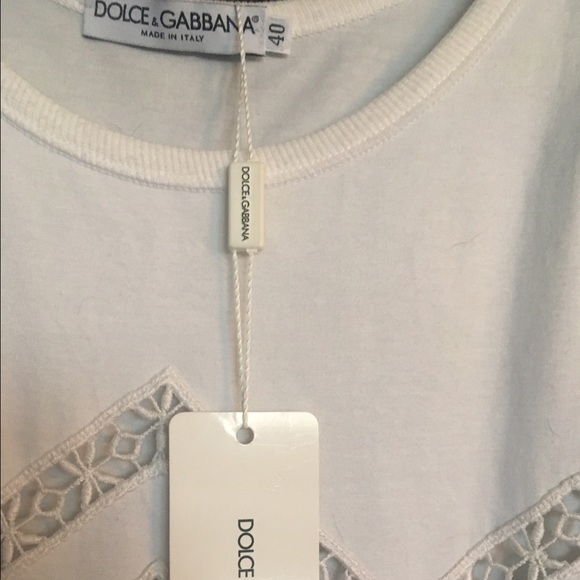 DOLCE & GABBANA®
MADE IN ITALY
40
DOLCE & GABBANA
DOLCE